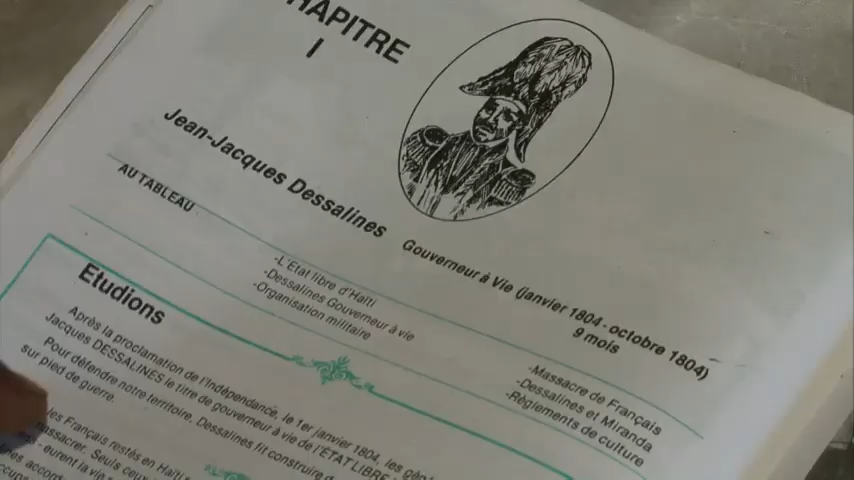 HAPITRE
I
Jean-Jacques Dessalines
Gouverneur à Vie (janvier 1804 - octobre 1804)
9 mois
AU TABLEAU
-L'Etat libre d'Haïti
-Dessalines Gouverneur à vie
-Organisation militaire
-Massacre de Français
-Dessalines et Miranda
-Règlements de culture
Etudions
Après la proclamation de l'Indépendance, le 1er janvier 1804, les
Jacques DESSALINES le titre de gouverneur à vie de l'ETAT LIBRE
Pour défendre notre territoire, Dessalines fit construire
sur pied de guerre.
les Français restés en
massacrer. Seuls
eurent la